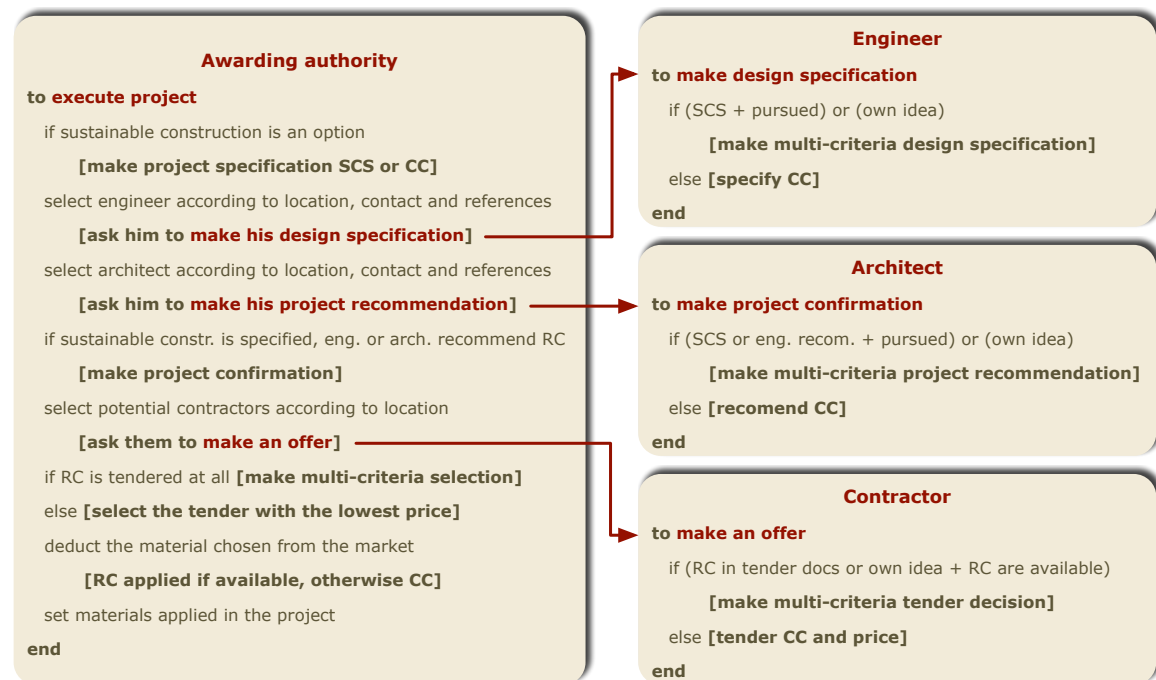 Awarding authority
to execute project
if sustainable construction is an option
[make project specification SCS or CC]
select engineer according to location, contact and references
[ask him to make his design specification]
select architect according to location, contact and references
[ask him to make his project recommendation]
if sustainable constr. is specified, eng. or arch. recommend RC
[make project confirmation]
select potential contractors according to location
[ask them to make an offer]
if RC is tendered at all [make multi-criteria selection]
else [select the tender with the lowest price]
deduct the material chosen from the market
[RC applied if available, otherwise CC]
set materials applied in the project
end
Engineer
to make design specification
if (SCS + pursued) or (own idea)
[make multi-criteria design specification]
else [specify CC]
end
Architect
to make project confirmation
if (SCS or eng. recom. + pursued) or (own idea)
[make multi-criteria project recommendation]
else [recomend CC]
end
Contractor
to make an offer
if (RC in tender docs or own idea + RC are available)
[make multi-criteria tender decision]
else [tender CC and price]
end